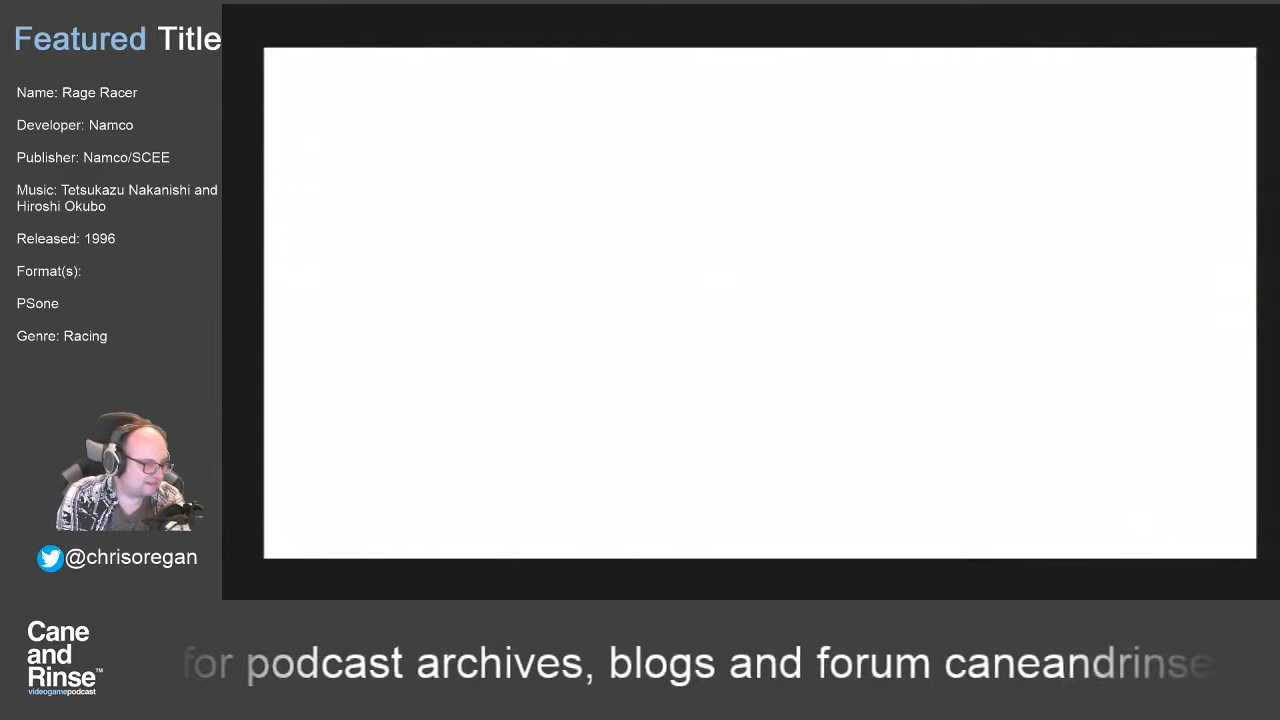 Featured Title
Name: Rage Racer
Developer: Namco
Publisher: Namco/SCEE
Music: Tetsukazu Nakanishi and
Hiroshi Okubo
Released: 1996
Format(s):
PSone
Genre: Racing
@chrisoregan
Cane
and
Rinse™
videogamepodcast
for podcast archives, blogs and forum caneandrinse